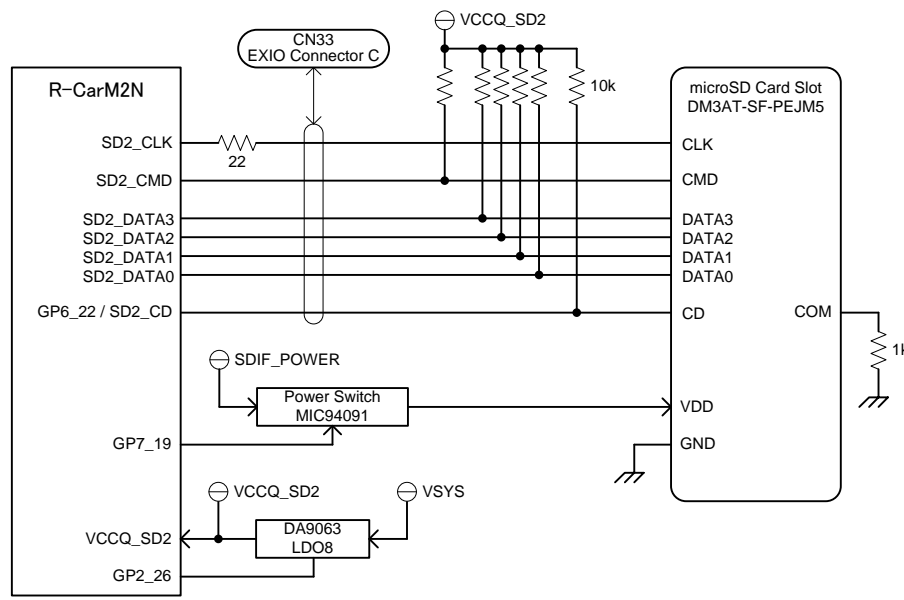 VCCQ_SD2
CN33
EXIO Connector C
R-CarM2N
10k
microSD Card Slot
DM3AT-SF-PEJM5
SD2_CLK
22
CLK
SD2_CMD
CMD
SD2_DATA3
DATA3
SD2_DATA2
DATA2
SD2_DATA1
DATA1
SD2_DATA0
DATA0
GP6_22 / SD2_CD
CD
COM
1k
SDIF_POWER
Power Switch
MIC94091
VDD
GP7_19
GND
VCCQ_SD2
VSYS
DA9063
LDO8
VCCQ_SD2
GP2_26